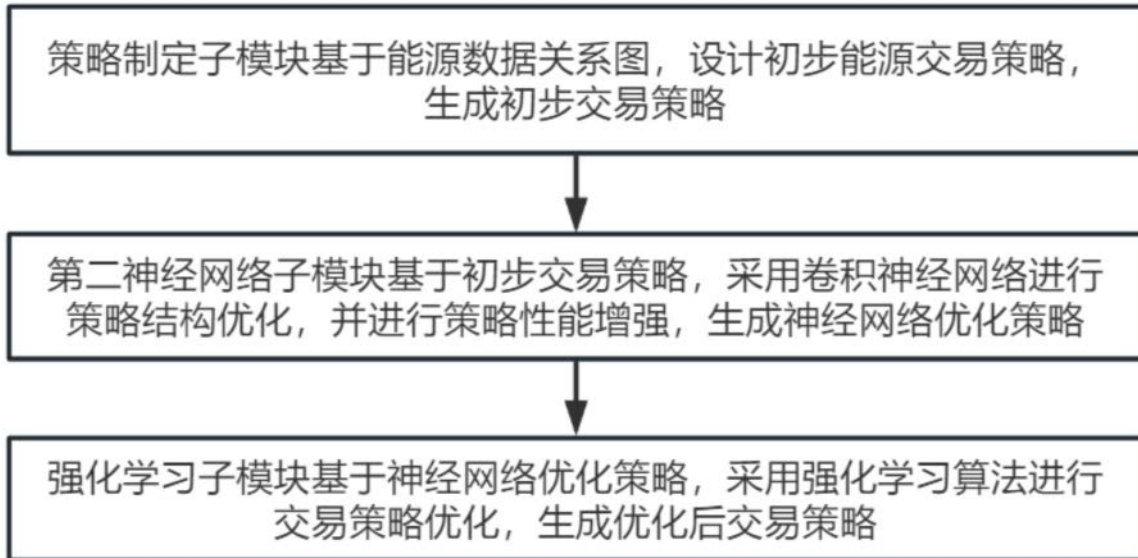 策略制定子模块基于能源数据关系图，设计初步能源交易策略，
生成初步交易策略
第二神经网络子模块基于初步交易策略，采用卷积神经网络进行
策略结构优化，并进行策略性能增强，生成神经网络优化策略
强化学习子模块基于神经网络优化策略，采用强化学习算法进行
交易策略优化，生成优化后交易策略